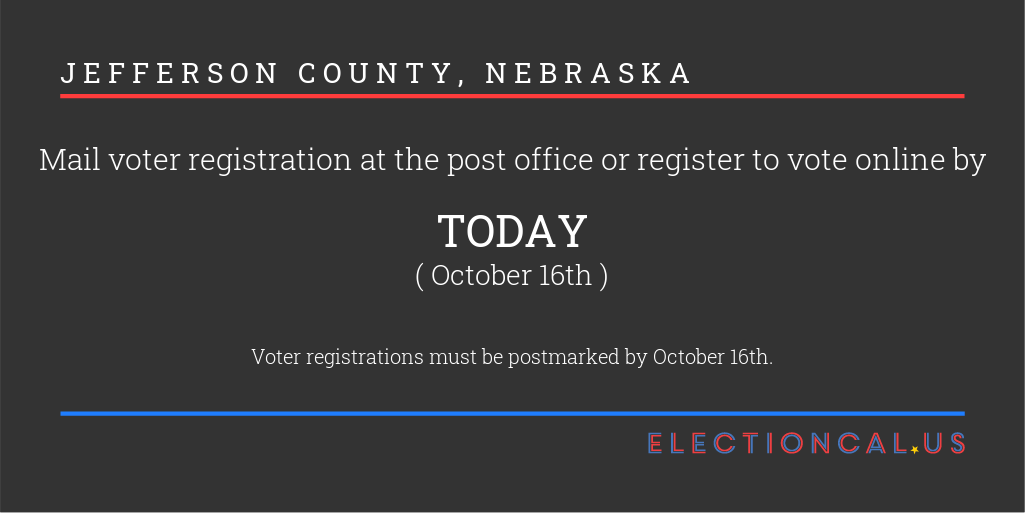 JEFFERSON COUNTY, NEBRASKA
Mail voter registration at the post office or register to vote online by
TODAY
( October 16th )
Voter registrations must be postmarked by October 16th.
ELECTIONCAL.US